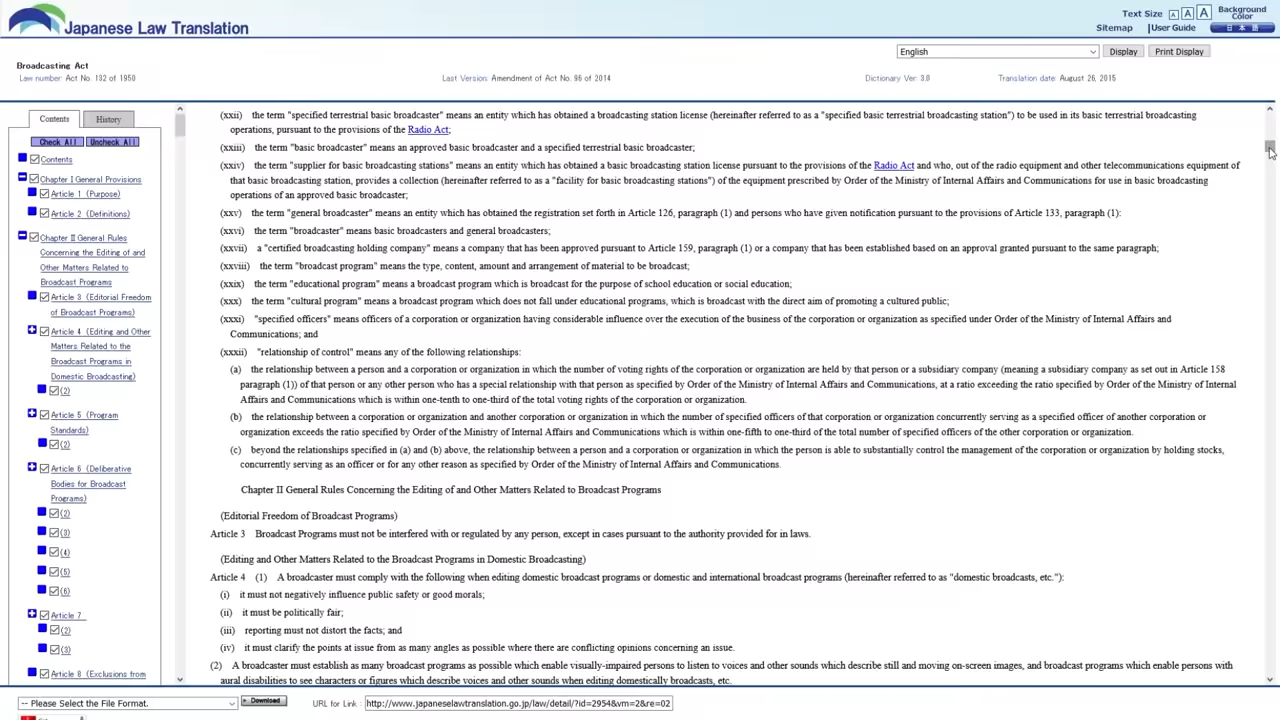 Japanese Law Translation
Text Size A A A Background Color
Sitemap User Guide 日本語
English Display Print Display
Broadcasting Act
Law number: Act No. 132 of 1950 Last Version: Amendment of Act No. 96 of 2014 Dictionary Ver: 3.0 Translation date: August 26, 2015
Contents History
Check All Uncheck All
Contents
Chapter I General Provisions
Article 1 (Purpose)
Article 2 (Definitions)
Chapter II General Rules
Concerning the Editing of and
Other Matters Related to
Broadcast Programs
Article 3 (Editorial Freedom
of Broadcast Programs)
Article 4 (Editing and Other
Matters Related to the
Broadcast Programs in
Domestic Broadcasting)
(2)
Article 5 (Program
Standards)
(2)
Article 6 (Deliberative
Bodies for Broadcast
Programs)
(2)
(3)
(4)
(5)
(6)
Article 7
(2)
(3)
Article 8 (Exclusions from
(xxii) the term "specified terrestrial basic broadcaster" means an entity which has obtained a broadcasting station license (hereinafter referred to as a "specified basic terrestrial broadcasting station") to be used in its basic terrestrial broadcasting
operations, pursuant to the provisions of the Radio Act;
(xxiii) the term "basic broadcaster" means an approved basic broadcaster and a specified terrestrial basic broadcaster;
(xxiv) the term "supplier for basic broadcasting stations" means an entity which has obtained a basic broadcasting station license pursuant to the provisions of the Radio Act and who, out of the radio equipment and other telecommunications equipment of
that basic broadcasting station, provides a collection (hereinafter referred to as a "facility for basic broadcasting stations") of the equipment prescribed by Order of the Ministry of Internal Affairs and Communications for use in basic broadcasting
operations of an approved basic broadcaster;
(xxv) the term "general broadcaster" means an entity which has obtained the registration set forth in Article 126, paragraph (1) and persons who have given notification pursuant to the provisions of Article 133, paragraph (1):
(xxvi) the term "broadcaster" means basic broadcasters and general broadcasters;
(xxvii) a "certified broadcasting holding company" means a company that has been approved pursuant to Article 159, paragraph (1) or a company that has been established based on an approval granted pursuant to the same paragraph;
(xxviii) the term "broadcast program" means the type, content, amount and arrangement of material to be broadcast;
(xxix) the term "educational program" means a broadcast program which is broadcast for the purpose of school education or social education;
(xxx) the term "cultural program" means a broadcast program which does not fall under educational programs, which is broadcast with the direct aim of promoting a cultured public;
(xxxi) "specified officers" means officers of a corporation or organization having considerable influence over the execution of the business of the corporation or organization as specified under Order of the Ministry of Internal Affairs and
Communications; and
(xxxii) "relationship of control" means any of the following relationships:
(a) the relationship between a person and a corporation or organization in which the number of voting rights of the corporation or organization are held by that person or a subsidiary company (meaning a subsidiary company as set out in Article 158
paragraph (1)) of that person or any other person who has a special relationship with that person as specified by Order of the Ministry of Internal Affairs and Communications, at a ratio exceeding the ratio specified by Order of the Ministry of Internal
Affairs and Communications which is within one-tenth to one-third of the total voting rights of the corporation or organization.
(b) the relationship between a corporation or organization and another corporation or organization in which the number of specified officers of that corporation or organization concurrently serving as a specified officer of another corporation or
organization exceeds the ratio specified by Order of the Ministry of Internal Affairs and Communications which is within one-fifth to one-third of the total number of specified officers of the other corporation or organization.
(c) beyond the relationships specified in (a) and (b) above, the relationship between a person and a corporation or organization in which the person is able to substantially control the management of the corporation or organization by holding stocks,
concurrently serving as an officer or for any other reason as specified by Order of the Ministry of Internal Affairs and Communications.
Chapter II General Rules Concerning the Editing of and Other Matters Related to Broadcast Programs
(Editorial Freedom of Broadcast Programs)
Article 3 Broadcast Programs must not be interfered with or regulated by any person, except in cases pursuant to the authority provided for in laws.
(Editing and Other Matters Related to the Broadcast Programs in Domestic Broadcasting)
Article 4 (1) A broadcaster must comply with the following when editing domestic broadcast programs or domestic and international broadcast programs (hereinafter referred to as "domestic broadcasts, etc."):
(i) it must not negatively influence public safety or good morals;
(ii) it must be politically fair;
(iii) reporting must not distort the facts; and
(iv) it must clarify the points at issue from as many angles as possible where there are conflicting opinions concerning an issue.
(2) A broadcaster must establish as many broadcast programs as possible which enable visually-impaired persons to listen to voices and other sounds which describe still and moving on-screen images, and broadcast programs which enable persons with
aural disabilities to see characters or figures which describe voices and other sounds when editing domestically broadcasts, etc.
-- Please Select the File Format. Download URL for Link : http://www.japaneselawtranslation.go.jp/law/detail/?id=2954&vm=2&re=02